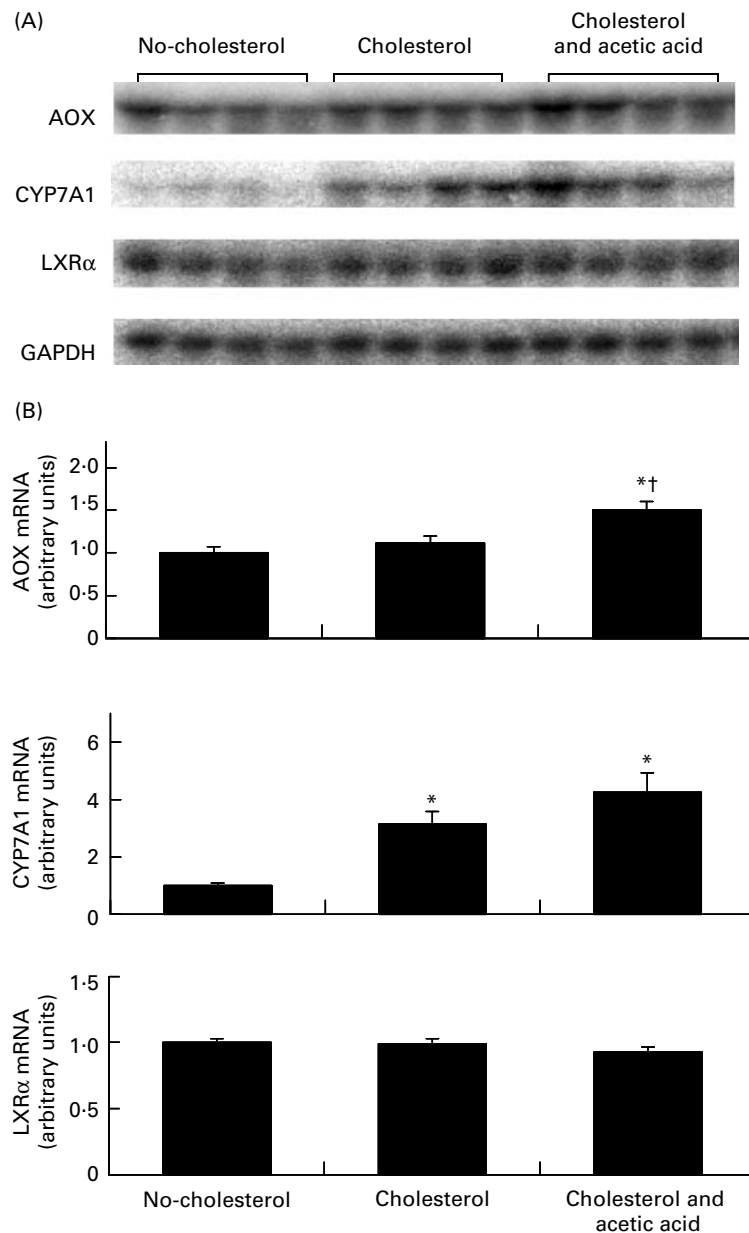 (A)
No-cholesterol
Cholesterol
Cholesterol
and acetic acid
AOX
CYP7A1
LXRα
GAPDH
(B)
AOX mRNA
(arbitrary units)
2·0
1·5
1·0
0·5
0
*†
CYP7A1 mRNA
(arbitrary units)
6
4
2
0
*
*
LXRα mRNA
(arbitrary units)
1·5
1·0
0·5
0
No-cholesterol
Cholesterol
Cholesterol and
acetic acid